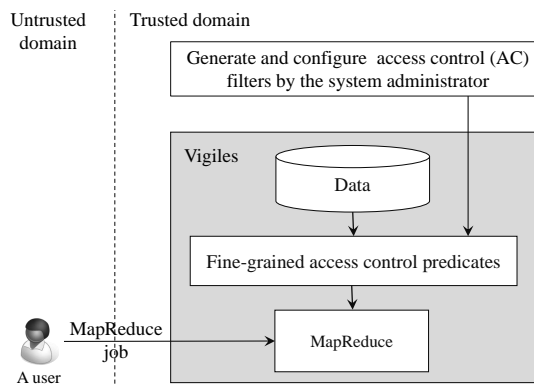 Untrusted
domain
Trusted domain
Generate and configure access control (AC)
filters by the system administrator
Vigiles
Data
Fine-grained access control predicates
MapReduce
MapReduce
job
A user